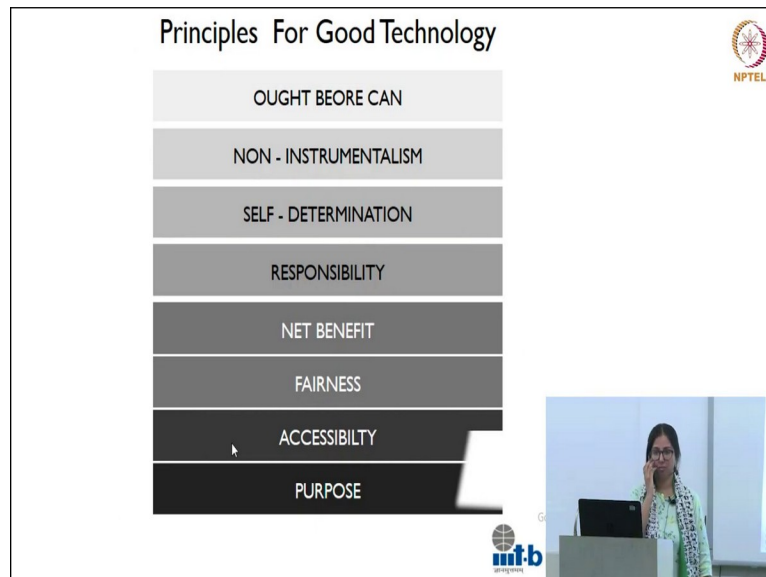 Principles For Good Technology
NPTEL
OUGHT BEORE CAN
NON - INSTRUMENTALISM
SELF - DETERMINATION
RESPONSIBILITY
NET BENEFIT
FAIRNESS
ACCESSIBILTY
PURPOSE
iiit-b